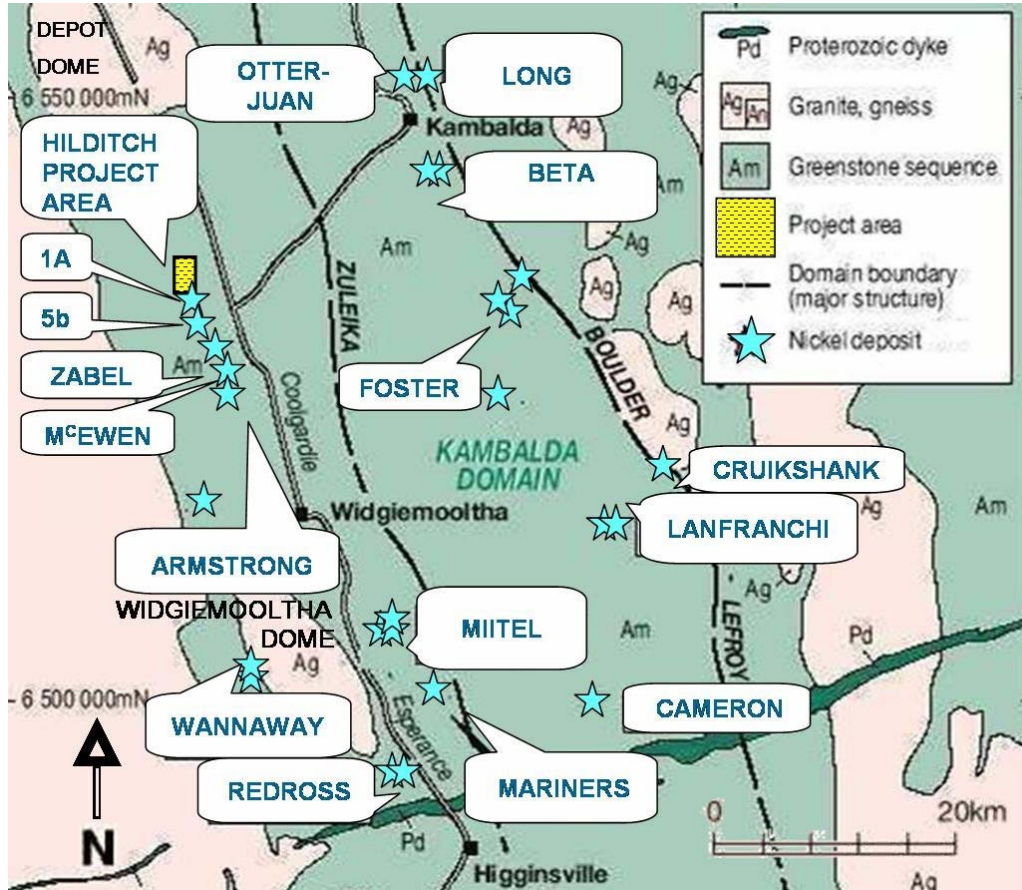 DEPOT
DOME
Ag
6 550 000mN
OTTER-
JUAN
LONG
Kambalda
Ag
HILDITCH
PROJECT
AREA
BETA
Am
Ag
Pd
Proterozoic dyke
Ag
An
Granite, gneiss
Am
Greenstone sequence
Project area
Domain boundary
(major structure)
Nickel deposit
1A
5b
ZABEL
Am
McEWEN
Am
ZULEIKA
Coolgardie
Ag
Ag
BOULDER
FOSTER
Ag
KAMBALDA
DOMAIN
CRUIKSHANK
Widgiemooltha
LANFRANCHI
Ag
Am
ARMSTRONG
WIDGIEMOOLTHA
DOME
Ag
MIITEL
Am
Ag
- LEFROY
Pd
6 500 000mN
WANNAWAY
- Esperance
CAMERON
REDROSS
MARINERS
Pd
N
Higginsville
0
20km
Ag
Ag